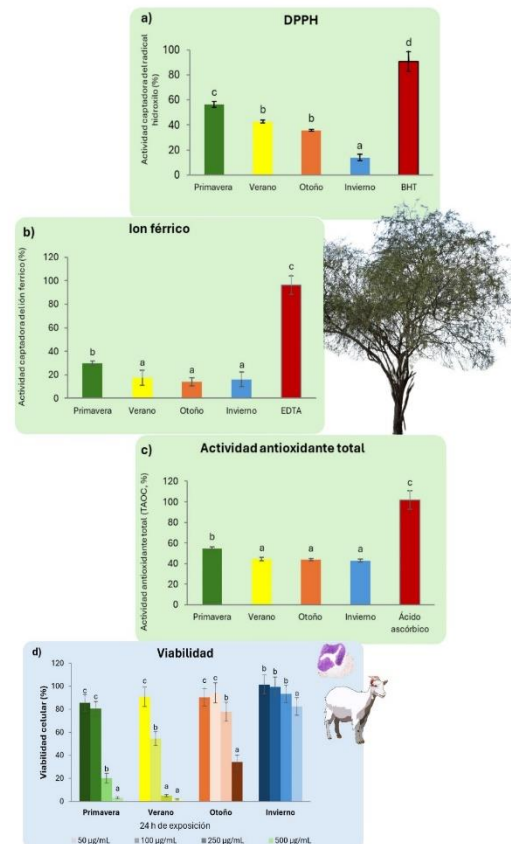 a) DPPH
Actividad captadora del radical
hidroxilo (%)
100
80
60
40
20
0
c
b
b
a
d
Primavera Verano Otoño Invierno BHT
b) Ion férrico
Actividad captadora del ión ferrico (%)
120
100
80
60
40
20
0
b
a
a
a
c
Primavera Verano Otoño Invierno EDTA
c) Actividad antioxidante total
Actividad antioxidante total (TAOC, %)
120
100
80
60
40
20
0
b
a
a
a
c
Primavera Verano Otoño Invierno Ácido
ascórbico
d) Viabilidad
Viabilidad celular (%)
120
100
80
60
40
20
0
c c b a
c b a a
c c b a
b b b a
Primavera Verano Otoño Invierno
24 h de exposición
50 µg/mL 100 µg/mL 250 µg/mL 500 µg/mL